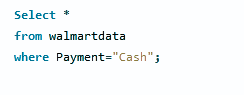 Select *
from walmartdata
where Payment="Cash";